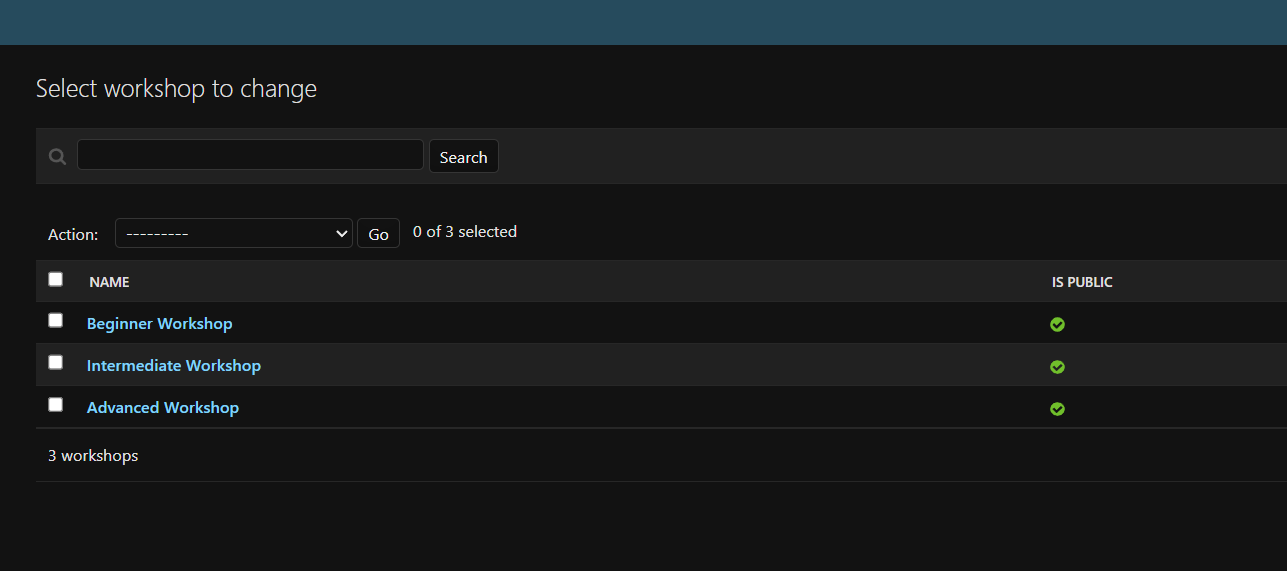 Select workshop to change
Search
Action: --------- Go 0 of 3 selected
NAME IS PUBLIC
Beginner Workshop
Intermediate Workshop
Advanced Workshop
3 workshops